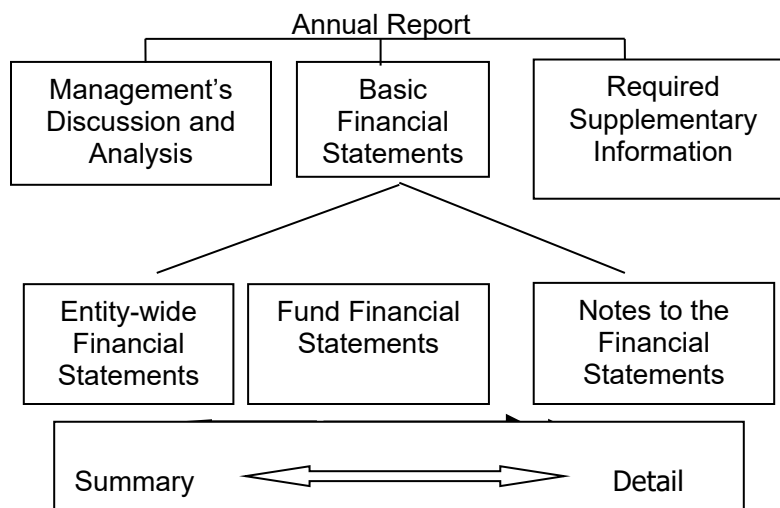 Annual Report
Management’s
Discussion and
Analysis
Basic
Financial
Statements
Required
Supplementary
Information
Entity-wide
Financial
Statements
Fund Financial
Statements
Notes to the
Financial
Statements
Summary
Detail